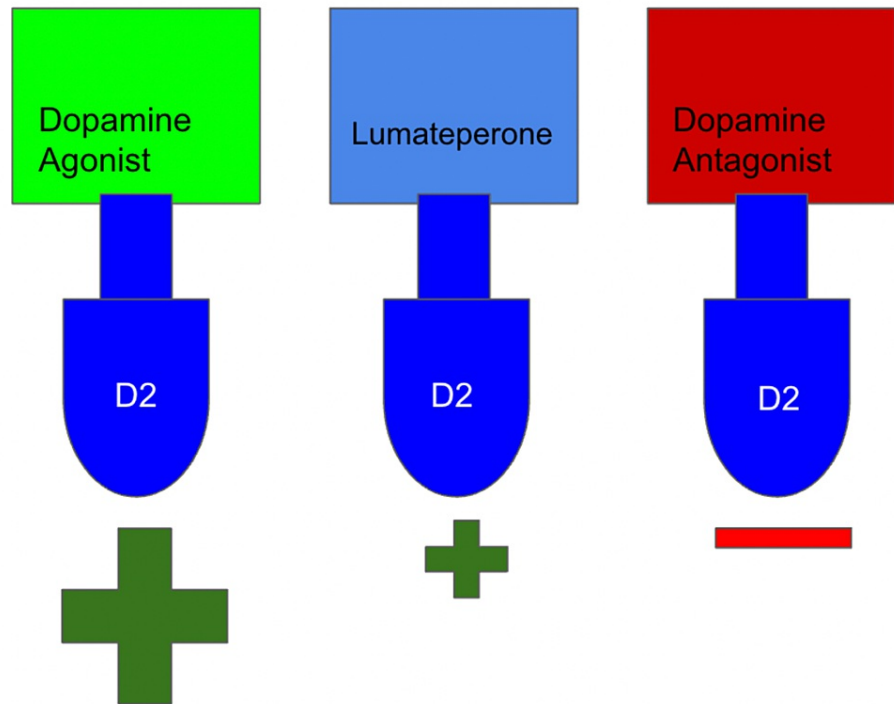 Dopamine
Agonist
Lumateperone
Dopamine
Antagonist
D2
D2
D2